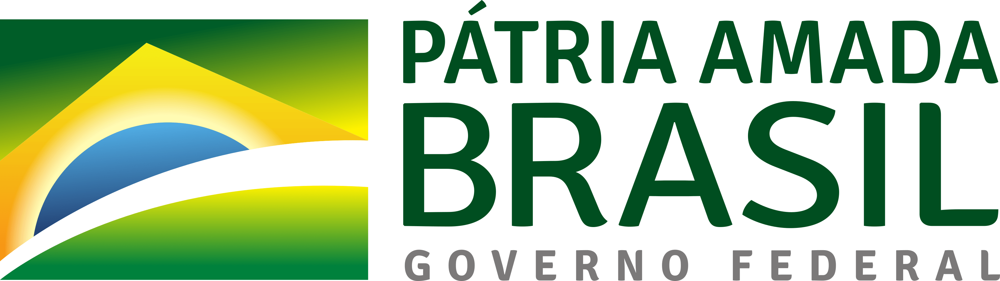 PÁTRIA AMADA
BRASIL
GOVERNO FEDERAL